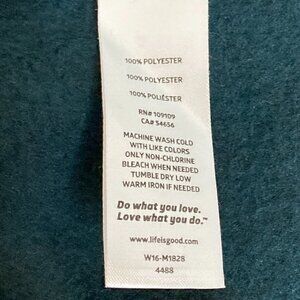 100% POLYESTER
100% POLYESTER
100% POLIÉSTER
RN# 109109
CA# 54656
MACHINE WASH COLD
WITH LIKE COLORS
ONLY NON-CHLORINE
BLEACH WHEN NEEDED
TUMBLE DRY LOW
WARM IRON IF NEEDED
Do what you love.
Love what you do.™
www.lifeisgood.com
W16-M1828
4488